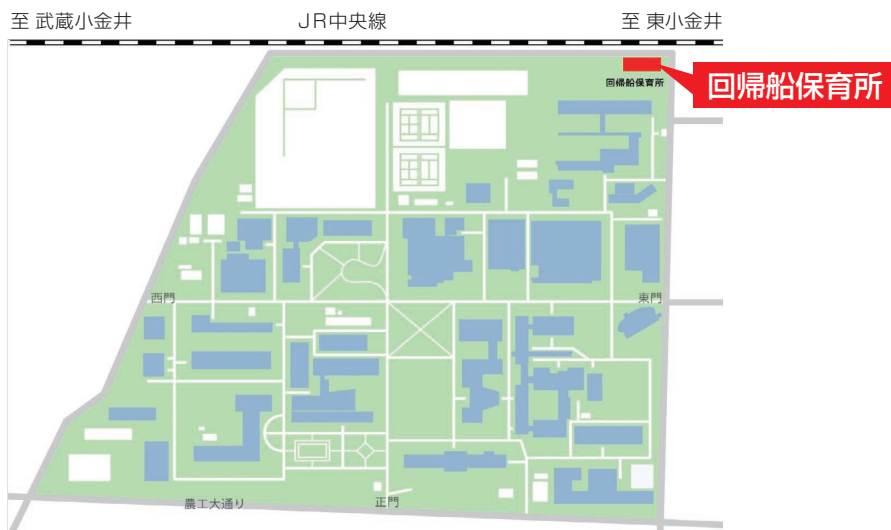 至 武蔵小金井
JR中央線
至 東小金井
回帰船保育所
回帰船保育所
西門
東門
農工大通り
正門